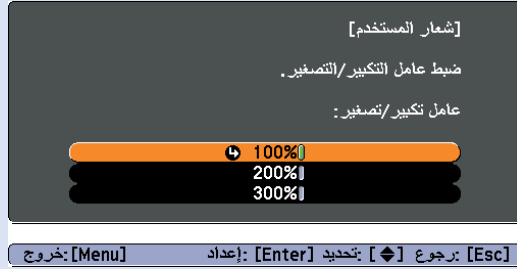 [شعار المستخدم]
ضبط عامل التكبير/التصغير.
عامل تكبير/تصغير:
100%
200%
300%
[Esc] :رجوع [◆] :تحديد [Enter] :إعداد [Menu] :خروج